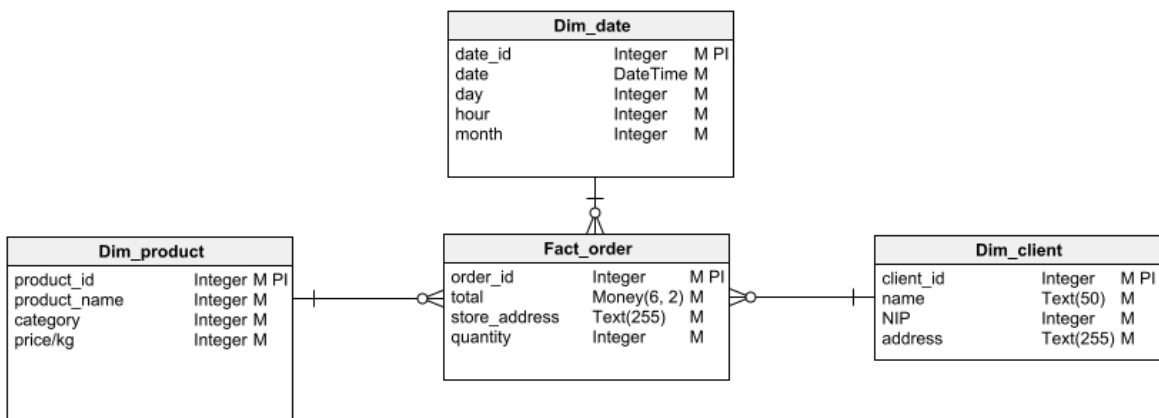 Dim_date
date_id Integer M PI
date DateTime M
day Integer M
hour Integer M
month Integer M
Dim_product
product_id Integer M PI
product_name Integer M
category Integer M
price/kg Integer M
Fact_order
order_id Integer M PI
total Money(6, 2) M
store_address Text(255) M
quantity Integer M
Dim_client
client_id Integer M PI
name Text(50) M
NIP Integer M
address Text(255) M